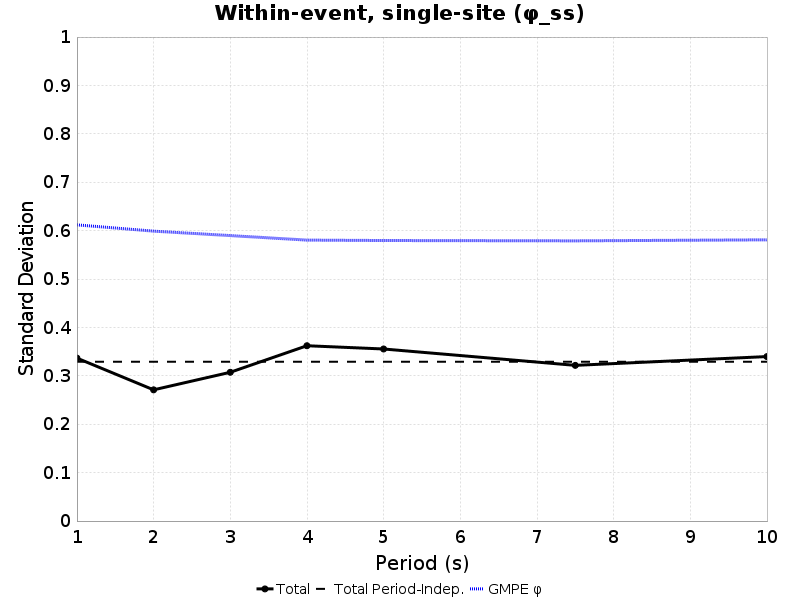 Within-event, single-site (φ_ss)
1
0.9
0.8
0.7
0.6
0.5
0.4
0.3
0.2
0.1
0
Standard Deviation
1 2 3 4 5 6 7 8 9 10
Period (s)
Total Total Period-Indep. GMPE φ